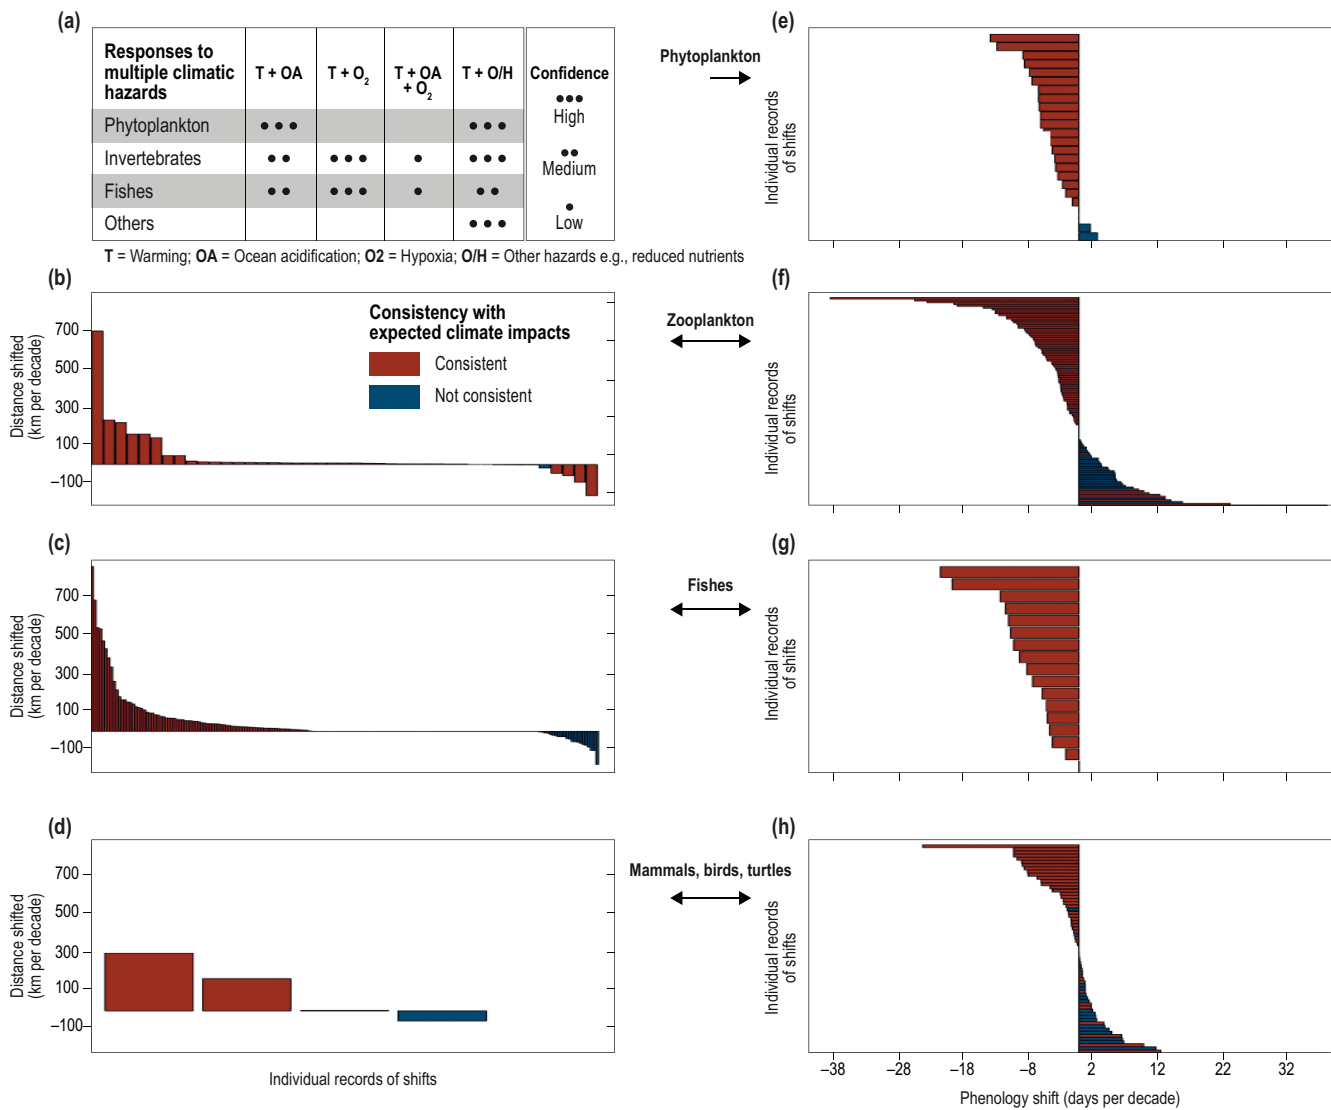 (a)
Responses to
multiple climatic
hazards
T + OA
T + O2
T + OA
+ O2
T + O/H
Confidence
Phytoplankton
●●●
●●●
Invertebrates
●●
●●●
●
●●●
Fishes
●●
●●●
●
●●
Others
●●●
●●●
High
●●
Medium
●
Low
T = Warming; OA = Ocean acidification; O2 = Hypoxia; O/H = Other hazards e.g., reduced nutrients
(b)
Distance shifted
(km per decade)
700
500
300
100
–100
Consistency with
expected climate impacts
Consistent
Not consistent
(c)
Distance shifted
(km per decade)
700
500
300
100
–100
(d)
Distance shifted
(km per decade)
700
500
300
100
–100
Individual records of shifts
Phytoplankton
Zooplankton
Fishes
Mammals, birds, turtles
(e)
Individual records
of shifts
(f)
Individual records
of shifts
(g)
Individual records
of shifts
(h)
Individual records
of shifts
–38 –28 –18 –8 2 12 22 32
Phenology shift (days per decade)